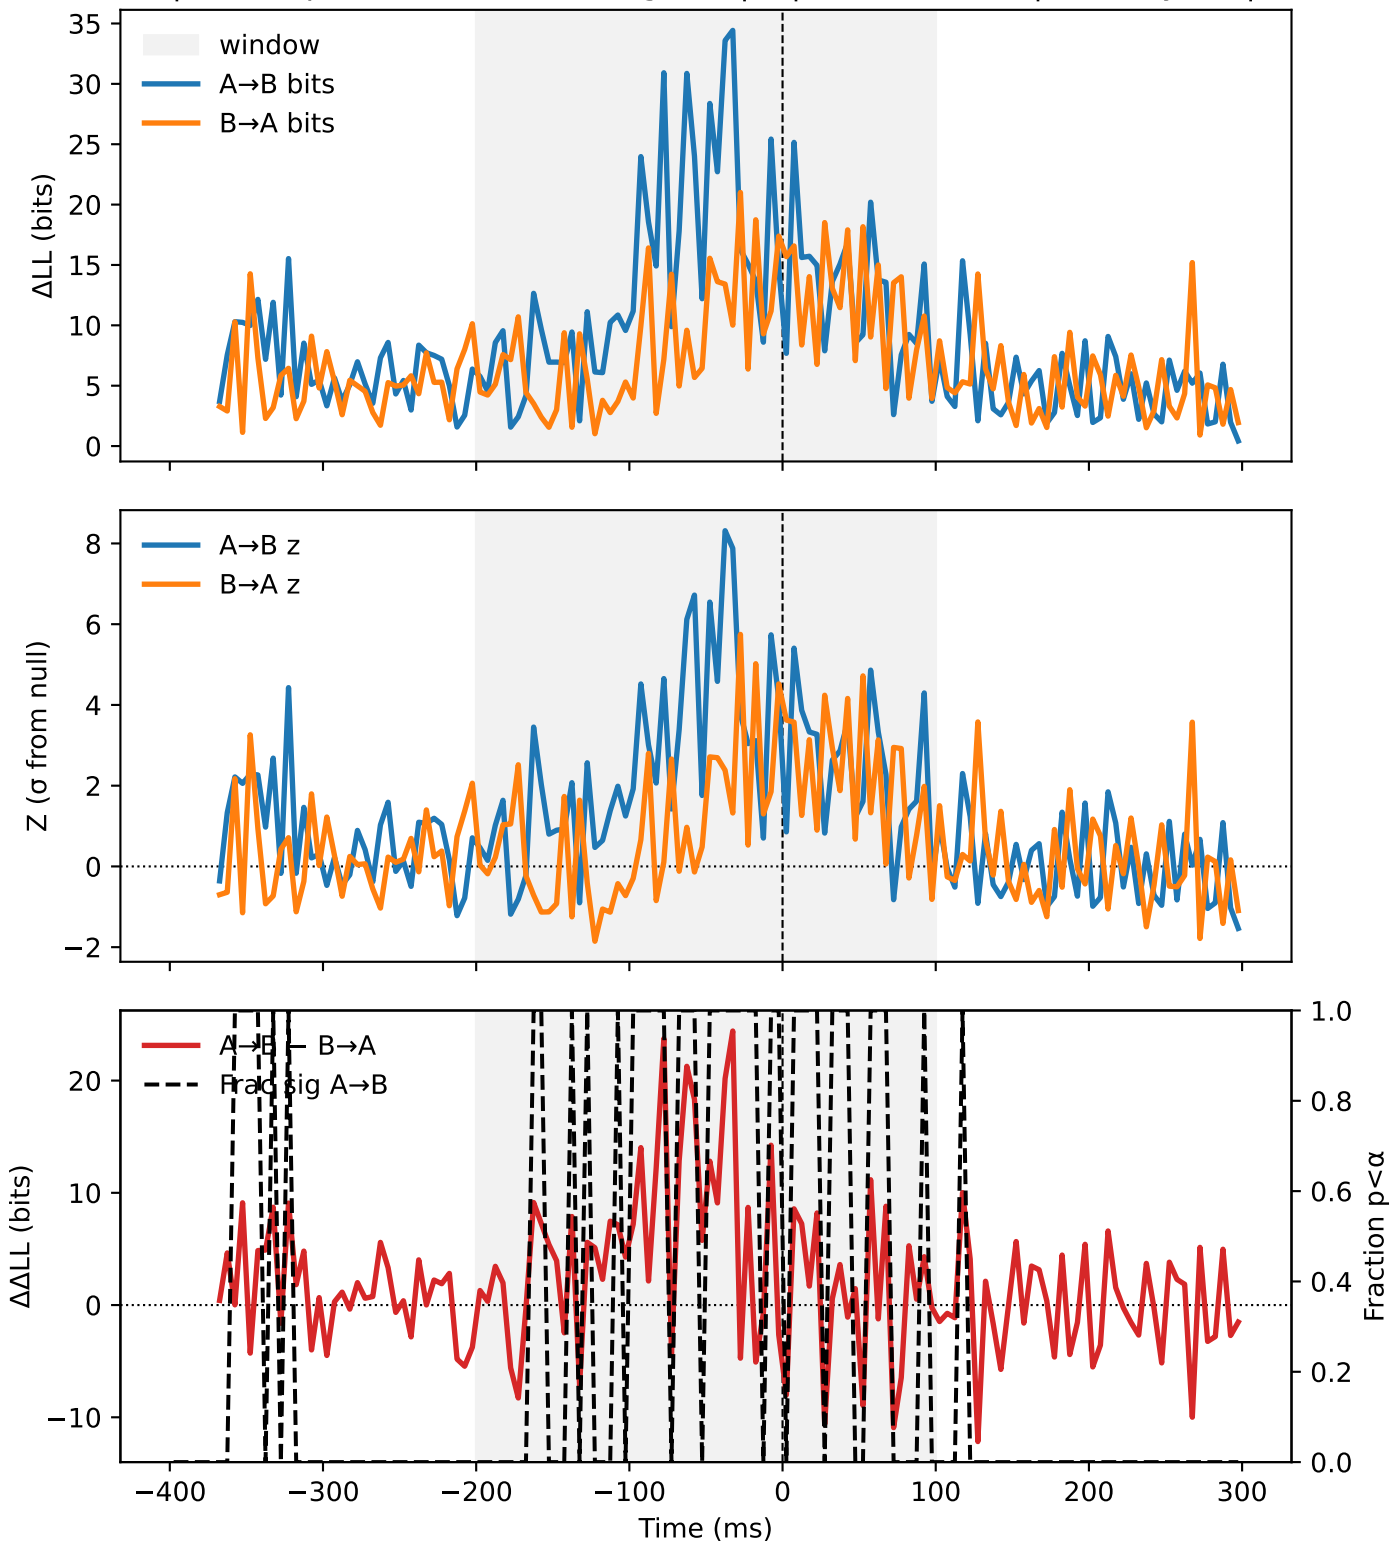 35
30
25
20
15
10
5
0
ΔLL (bits)
window
A→B bits
B→A bits
8
6
4
2
0
−2
Z (σ from null)
A→B z
B→A z
20
10
0
−10
ΔΔLL (bits)
A→B − B→A
Frac sig A→B
1.0
0.8
0.6
0.4
0.2
0.0
Fraction p<α
−400 −300 −200 −100 0 100 200 300
Time (ms)